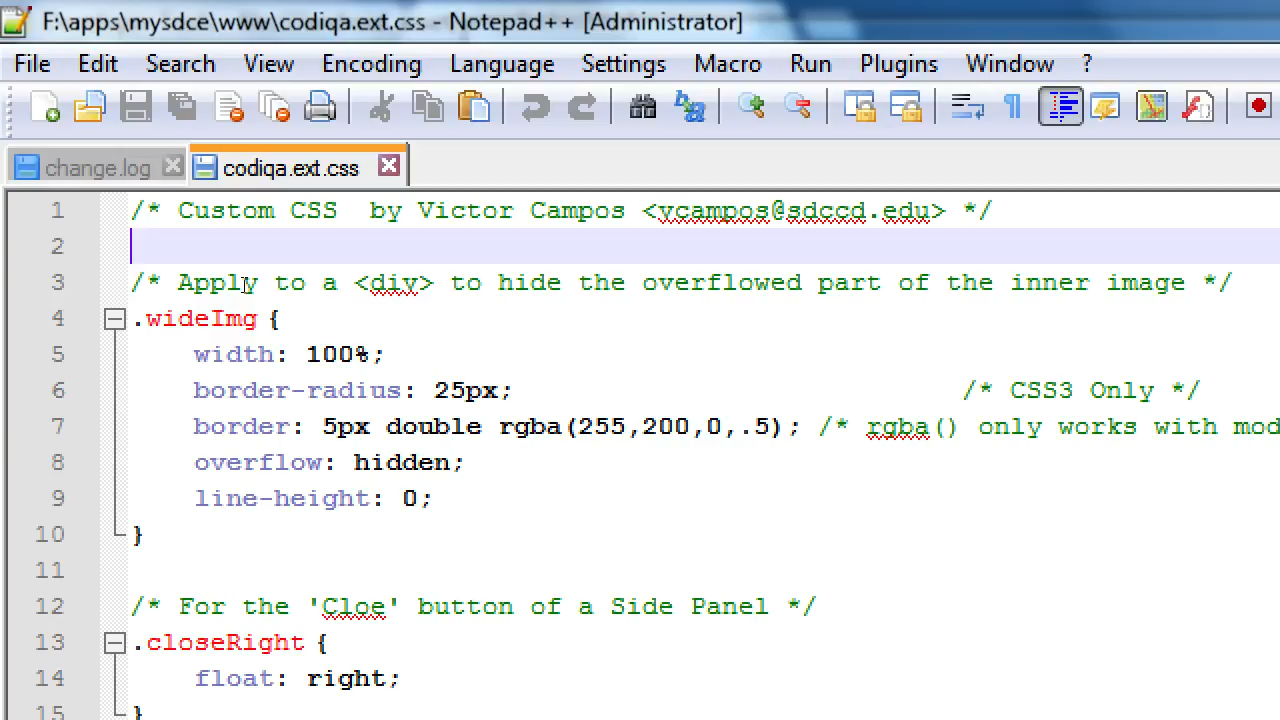 F:\apps\mysdce\www\codiqa.ext.css - Notepad++ [Administrator]
File Edit Search View Encoding Language Settings Macro Run Plugins Window ?
change.log codiqa.ext.css
1 /* Custom CSS  by Victor Campos <vcampos@sdccd.edu> */
2
3 /* Apply to a <div> to hide the overflowed part of the inner image */
4 .wideImg {
5 width: 100%;
6 border-radius: 25px; /* CSS3 Only */
7 border: 5px double rgba(255,200,0,.5); /* rgba() only works with mod
8 overflow: hidden;
9 line-height: 0;
10 }
11
12 /* For the 'Cloe' button of a Side Panel */
13 .closeRight {
14 float: right;
15 }